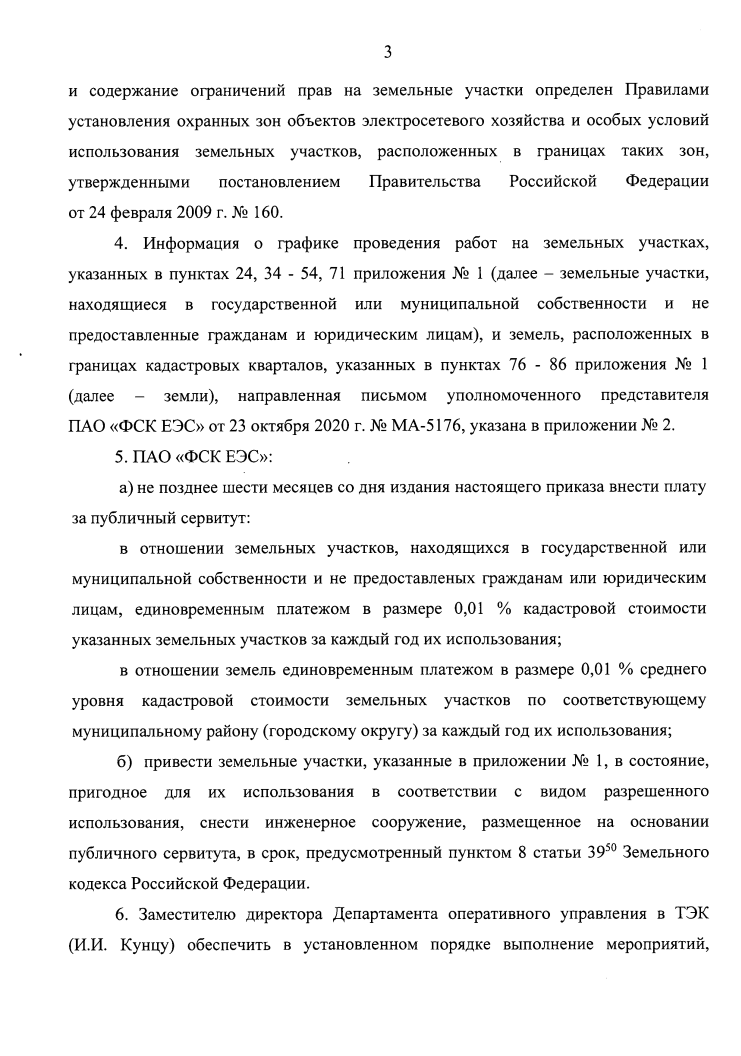 3
и содержание ограничений прав на земельные участки определен Правилами
установления охранных зон объектов электросетевого хозяйства и особых условий
использования земельных участков, расположенных в границах таких зон,
утвержденными постановлением Правительства Российской Федерации
от 24 февраля 2009 г. № 160.
4. Информация о графике проведения работ на земельных участках,
указанных в пунктах 24, 34 - 54, 71 приложения № 1 (далее – земельные участки,
находящиеся в государственной или муниципальной собственности и не
предоставленные гражданам и юридическим лицам), и земель, расположенных в
границах кадастровых кварталов, указанных в пунктах 76 - 86 приложения № 1
(далее – земли), направленная письмом уполномоченного представителя
ПАО «ФСК ЕЭС» от 23 октября 2020 г. № МА-5176, указана в приложении № 2.
5. ПАО «ФСК ЕЭС»:
а) не позднее шести месяцев со дня издания настоящего приказа внести плату
за публичный сервитут:
в отношении земельных участков, находящихся в государственной или
муниципальной собственности и не предоставленых гражданам или юридическим
лицам, единовременным платежом в размере 0,01 % кадастровой стоимости
указанных земельных участков за каждый год их использования;
в отношении земель единовременным платежом в размере 0,01 % среднего
уровня кадастровой стоимости земельных участков по соответствующему
муниципальному району (городскому округу) за каждый год их использования;
б) привести земельные участки, указанные в приложении № 1, в состояние,
пригодное для их использования в соответствии с видом разрешенного
использования, снести инженерное сооружение, размещенное на основании
публичного сервитута, в срок, предусмотренный пунктом 8 статьи 39⁵⁰ Земельного
кодекса Российской Федерации.
6. Заместителю директора Департамента оперативного управления в ТЭК
(И.И. Кунцу) обеспечить в установленном порядке выполнение мероприятий,